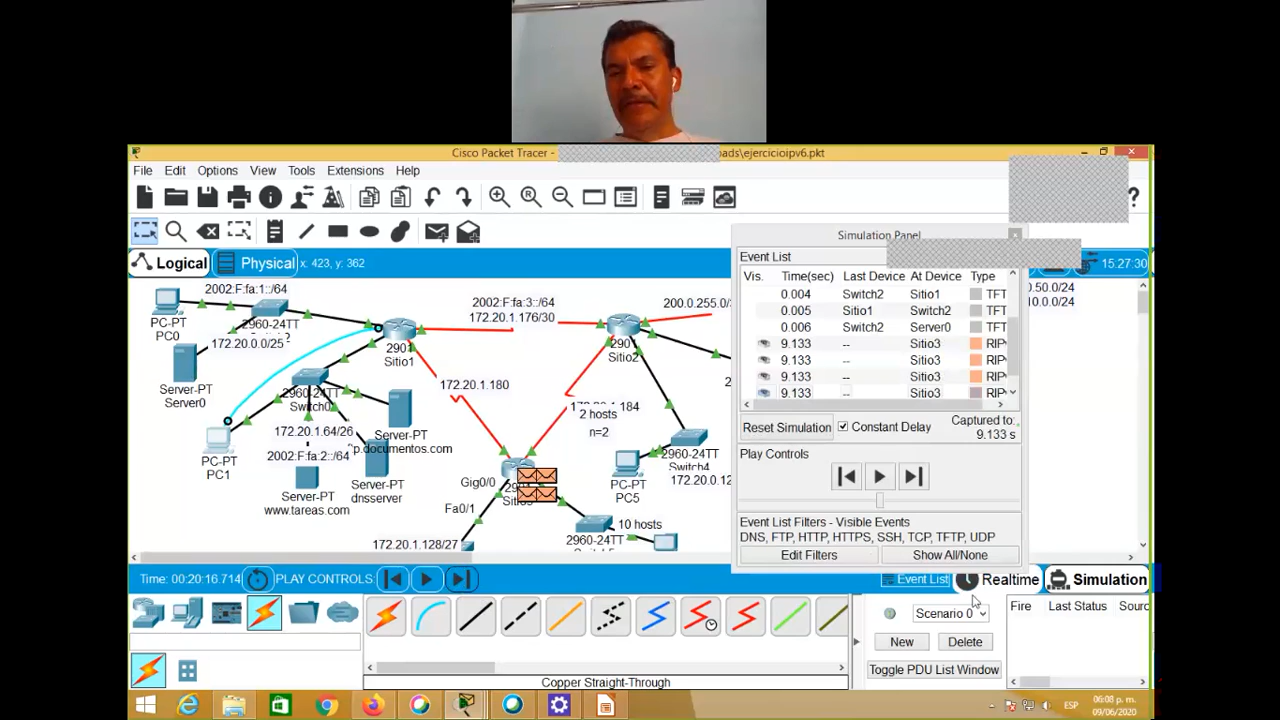 Cisco Packet Tracer -
ads\ejercicioipv6.pkt
File Edit Options View Tools Extensions Help
?
Logical
Physical
x: 423, y: 362
15:27:30
2002:F:fa:1::/64
PC-PT
PC0
2960-24TT
172.20.0.0/25
Server-PT
Server0
2901
Sitio1
2002:F:fa:3::/64
172.20.1.176/30
200.0.255.0/
290
Sitio2
0.50.0/24
10.0.0/24
2960-24TT
Switch0
172.20.1.64/26
2002:F:fa:2::/64
PC-PT
PC1
Server-PT
p.documentos.com
Server-PT
dnsserver
Server-PT
www.tareas.com
172.20.1.180
172.20.1.184
2 hosts
n=2
Gig0/0
Fa0/1
172.20.1.128/27
10 hosts
2960-24TT
PC-PT
PC5
2960-24TT
Switch4
172.20.0.12
Simulation Panel
Event List
Vis. Time(sec) Last Device At Device Type
0.004 Switch2 Sitio1 TFT
0.005 Sitio1 Switch2 TFT
0.006 Switch2 Server0 TFT
9.133 -- Sitio3 RIP
9.133 -- Sitio3 RIP
9.133 -- Sitio3 RIP
9.133 -- Sitio3 RIP
Reset Simulation
Constant Delay
Captured to:
9.133 s
Play Controls
Event List Filters - Visible Events
DNS, FTP, HTTP, HTTPS, SSH, TCP, TFTP, UDP
Edit Filters
Show All/None
Time: 00:20:16.714
PLAY CONTROLS:
Event List
Realtime
Simulation
Scenario 0
New
Delete
Toggle PDU List Window
Fire Last Status Sourc
Copper Straight-Through
ESP
06:08 p. m.
09/06/2020